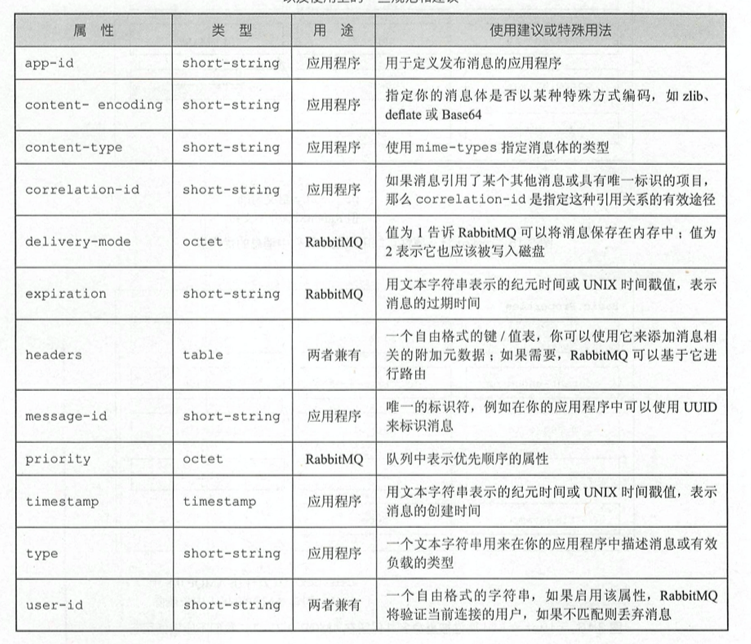 属 性 类 型 用 途 使用建议或特殊用法
app-id short-string 应用程序 用于定义发布消息的应用程序
content- encoding short-string 应用程序 指定你的消息体是否以某种特殊方式编码，如 zlib、
deflate 或 Base64
content-type short-string 应用程序 使用 mime-types 指定消息体的类型
correlation-id short-string 应用程序 如果消息引用了某个其他消息或具有唯一标识的项目，
那么 correlation-id 是指定这种引用关系的有效途径
delivery-mode octet RabbitMQ 值为 1 告诉 RabbitMQ 可以将消息保存在内存中；值为
2 表示它也应该被写入磁盘
expiration short-string RabbitMQ 用文本字符串表示的纪元时间或 UNIX 时间戳值，表示
消息的过期时间
headers table 两者兼有 一个自由格式的键 / 值表，你可以使用它来添加消息相
关的附加元数据；如果需要，RabbitMQ 可以基于它进
行路由
message-id short-string 应用程序 唯一的标识符，例如在你的应用程序中可以使用 UUID
来标识消息
priority octet RabbitMQ 队列中表示优先顺序的属性
timestamp timestamp 应用程序 用文本字符串表示的纪元时间或 UNIX 时间戳值，表示
消息的创建时间
type short-string 应用程序 一个文本字符串用来在你的应用程序中描述消息或有效
负载的类型
user-id short-string 两者兼有 一个自由格式的字符串，如果启用该属性，RabbitMQ
将验证当前连接的用户，如果不匹配则丢弃消息